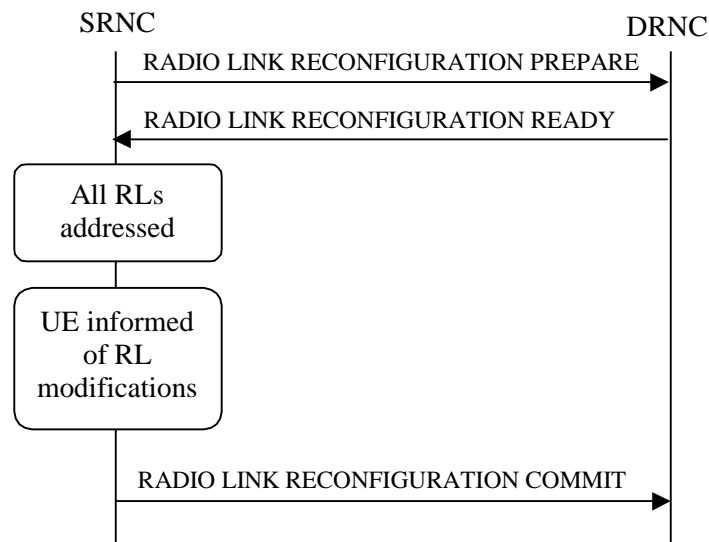 SRNC
DRNC
RADIO LINK RECONFIGURATION PREPARE
RADIO LINK RECONFIGURATION READY
All RLs
addressed
UE informed
of RL
modifications
RADIO LINK RECONFIGURATION COMMIT